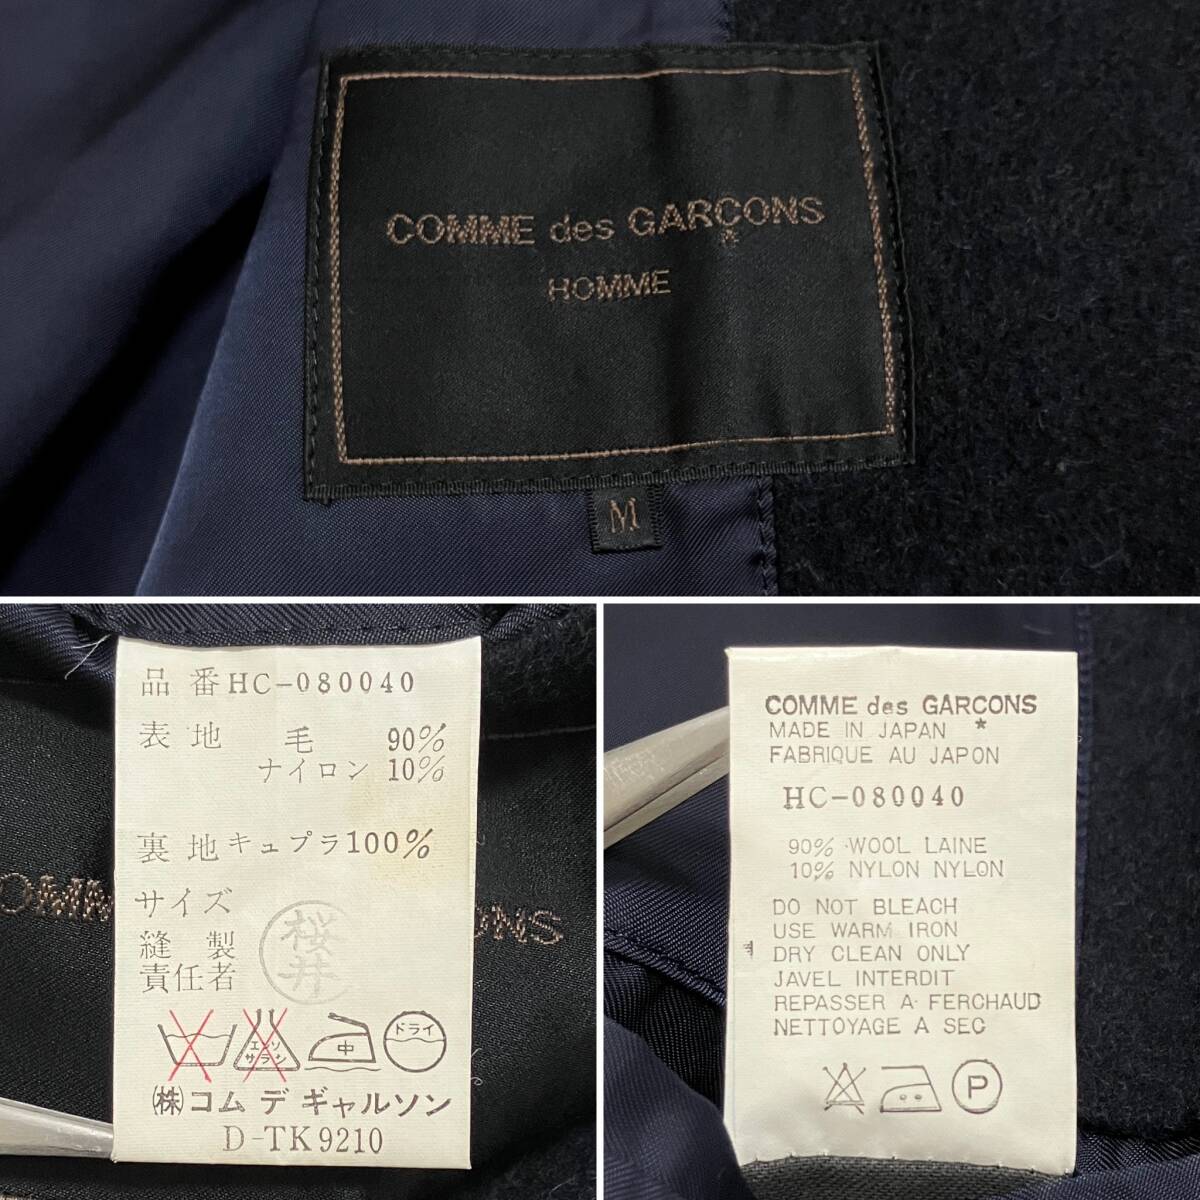 COMME des GARÇONS
*
HOMME
M
品番HC-080040
表地 毛 90%
ナイロン 10%
裏地キュプラ100%
サイズ
縫製
責任者
桜井
エンソ
サラシ
中
ドライ
㈱コム デ ギャルソン
D-TK9210
COMME des GARCONS
MADE IN JAPAN *
FABRIQUE AU JAPON
HC-080040
90% WOOL LAINE
10% NYLON NYLON
DO NOT BLEACH
USE WARM IRON
DRY CLEAN ONLY
JAVEL INTERDIT
REPASSER A FERCHAUD
NETTOYAGE A SEC
P